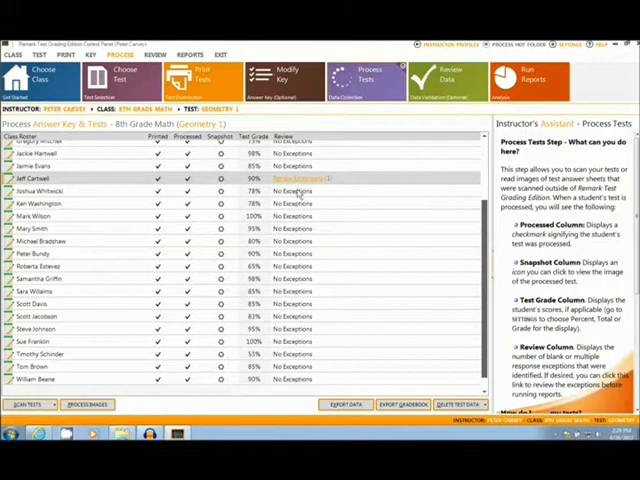 Remark Test Grading Edition Control Panel (Peter Carvey)
CLASS TEST PRINT KEY PROCESS REVIEW REPORTS EXIT
INSTRUCTOR PROFILES PROCESS HOT FOLDER SETTINGS HELP
Choose Class
Get Started
Choose Test
Test Selection
Print Tests
Test Distribution
Modify Key
Answer Key (Optional)
Process Tests
Data Collection
Review Data
Data Validation (Optional)
Run Reports
Analysis
INSTRUCTOR: PETER CARVEY > CLASS: 8TH GRADE MATH > TEST: GEOMETRY 1
Process Answer Key & Tests - 8th Grade Math (Geometry 1)
Class Roster Printed Processed Snapshot Test Grade Review
Gregory Mitchell 75% No Exceptions
Jackie Hartwell 98% No Exceptions
Jaimie Evans 85% No Exceptions
Jeff Cartwell 90% Review Exceptions (1)
Joshua Whitwicki 78% No Exceptions
Ken Washington 78% No Exceptions
Mark Wilson 100% No Exceptions
Mary Smith 95% No Exceptions
Michael Bradshaw 80% No Exceptions
Peter Bundy 90% No Exceptions
Roberta Estevez 65% No Exceptions
Samantha Griffin 98% No Exceptions
Sara Willaims 85% No Exceptions
Scott Davis 85% No Exceptions
Scott Jacobson 83% No Exceptions
Steve Johnson 95% No Exceptions
Sue Franklin 100% No Exceptions
Timothy Schinder 53% No Exceptions
Tom Brown 85% No Exceptions
William Beane 90% No Exceptions
SCAN TESTS PROCESS IMAGES EXPORT DATA EXPORT GRADEBOOK DELETE TEST DATA
Instructor's Assistant - Process Tests
Process Tests Step - What can you do here?
This step allows you to scan your tests or read images of test answer sheets that were scanned outside of Remark Test Grading Edition. When a student's test is processed, you will see the following:
Processed Column: Displays a checkmark signifying the student's test was processed.
Snapshot Column: Displays an icon you can click to view the image of the processed test.
Test Grade Column: Displays the student's scores, if applicable (go to SETTINGS to choose Percent, Total or Grade for the display).
Review Column: Displays the number of blank or multiple response exceptions that were identified. If desired, you can click this link to review the exceptions before running reports.
INSTRUCTOR: PETER CARVEY CLASS: 8TH GRADE MATH TEST: GEOMETRY 1
2:28 PM